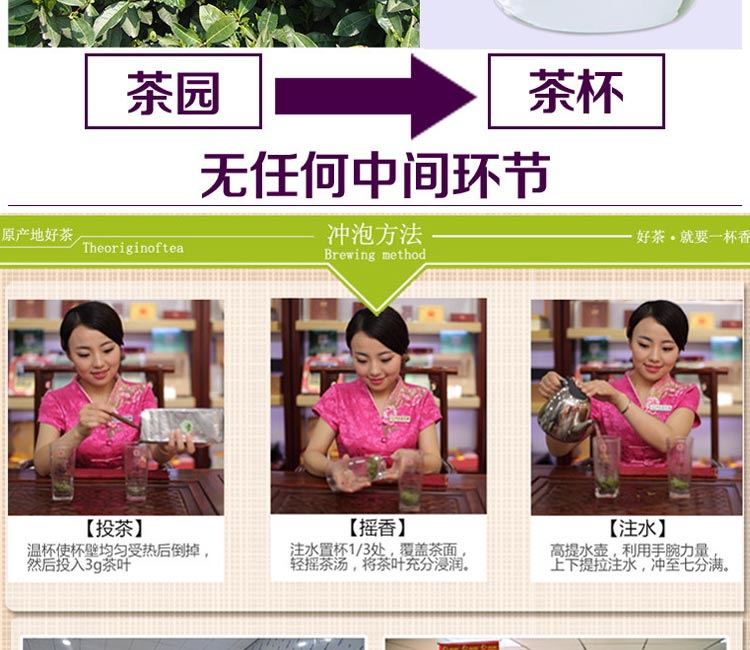 茶园
茶杯
无任何中间环节
原产地好茶
Theoriginoftea
冲泡方法
Brewing method
好茶·就要一杯香
【投茶】
温杯使杯壁均匀受热后倒掉，
然后投入3g茶叶
【摇香】
注水置杯1/3处，覆盖茶面，
轻摇茶汤，将茶叶充分浸润。
【注水】
高提水壶，利用手腕力量，
上下提拉注水，冲至七分满。